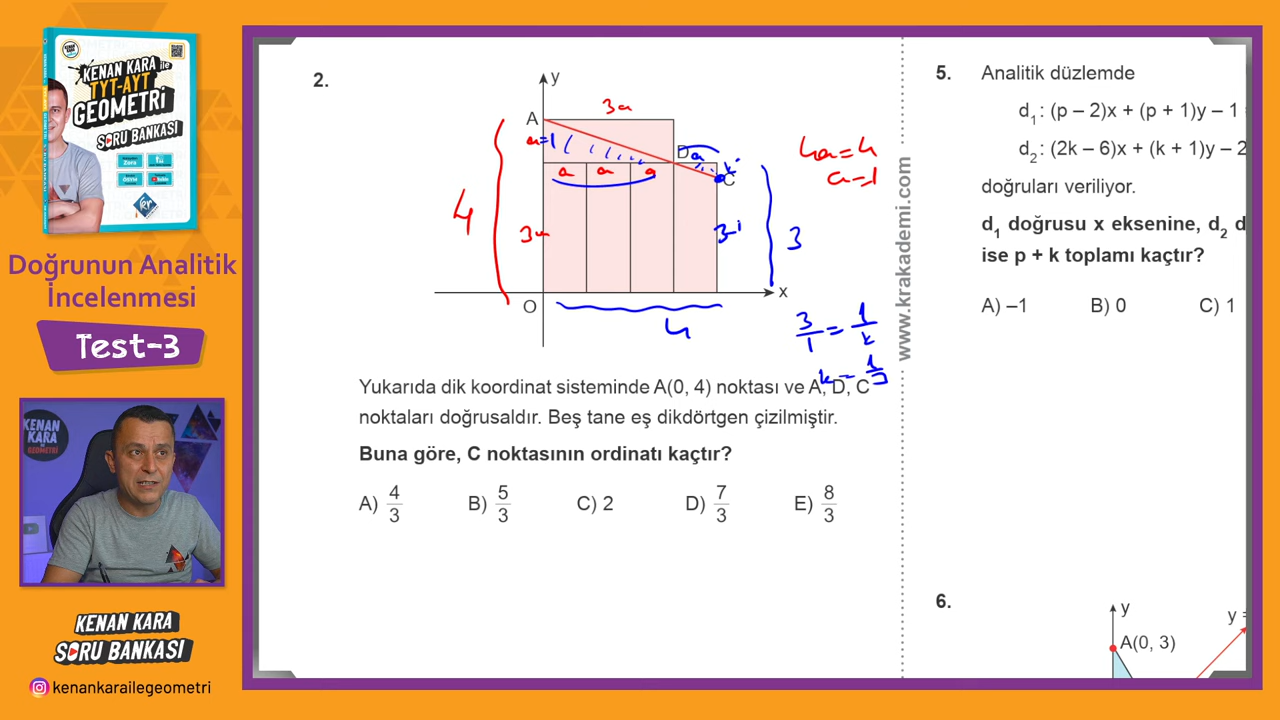 KENAN KARA ile
TYT-AYT
GEOMETRİ
SORU BANKASI
Doğrunun Analitik
İncelenmesi
Test-3
KENAN KARA
ile
GEOMETRİ
KENAN KARA
SORU BANKASI
kenankarailegeometri
2.
y
3a
A
a=1
D
a
k
C
a a a
4
3a
3-k
3
O
x
4
4a=4
a=1
3/1 = 1/k
k = 1/3
Yukarıda dik koordinat sisteminde A(0, 4) noktası ve A, D, C
noktaları doğrusaldır. Beş tane eş dikdörtgen çizilmiştir.
Buna göre, C noktasının ordinatı kaçtır?
A) 4/3 B) 5/3 C) 2 D) 7/3 E) 8/3
www.krakademi.com
5. Analitik düzlemde
d₁ : (p – 2)x + (p + 1)y – 1
d₂ : (2k – 6)x + (k + 1)y – 2
doğruları veriliyor.
d₁ doğrusu x eksenine, d₂ d
ise p + k toplamı kaçtır?
A) –1 B) 0 C) 1
6.
y
y =
A(0, 3)